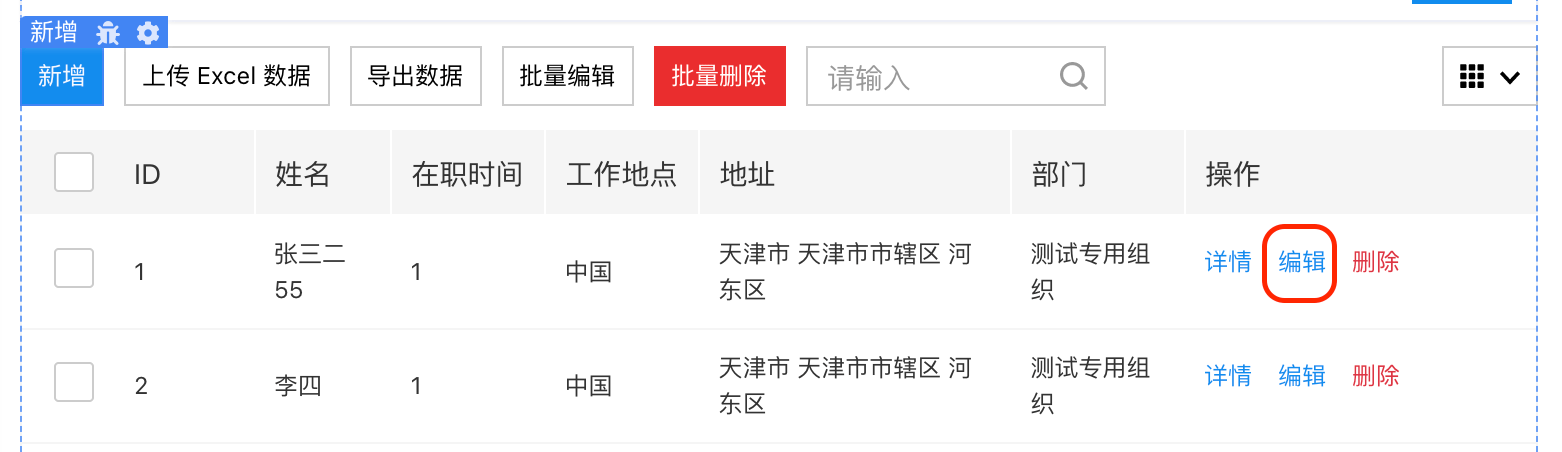 新增
新增 上传 Excel 数据 导出数据 批量编辑 批量删除 请输入
ID 姓名 在职时间 工作地点 地址 部门 操作
1 张三二 1 中国 天津市 天津市市辖区 河 测试专用组 详情 编辑 删除
55 东区 织
2 李四 1 中国 天津市 天津市市辖区 河 测试专用组 详情 编辑 删除
东区 织